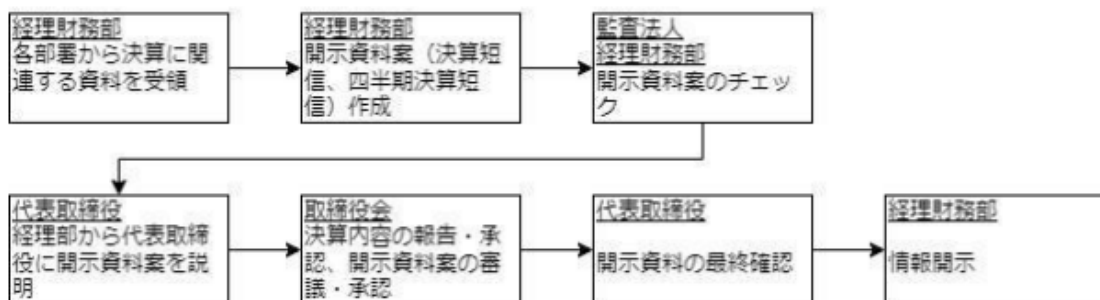 経理財務部
各部署から決算に関
連する資料を受領
経理財務部
開示資料案（決算短
信、四半期決算短
信）作成
監査法人
経理財務部
開示資料案のチェッ
ク
代表取締役
経理部から代表取締
役に開示資料案を説
明
取締役会
決算内容の報告・承
認、開示資料案の審
議・承認
代表取締役
開示資料の最終確認
経理財務部
情報開示